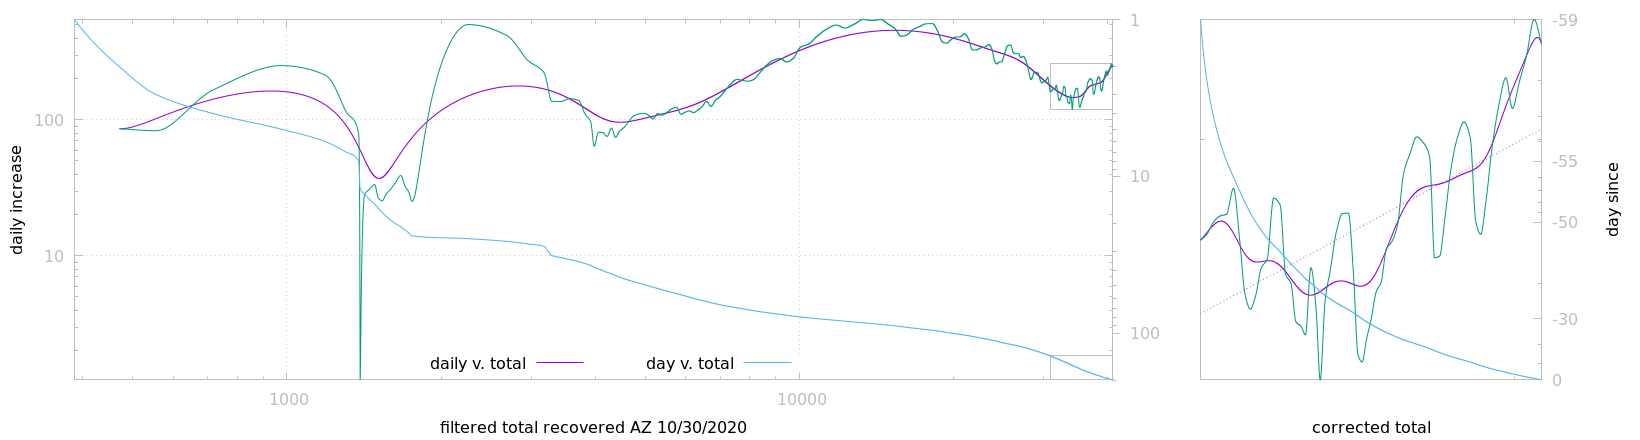 daily increase
100
10
1000
10000
1
10
100
daily v. total
day v. total
filtered total recovered AZ 10/30/2020
-59
-55
-50
-30
0
day since
corrected total